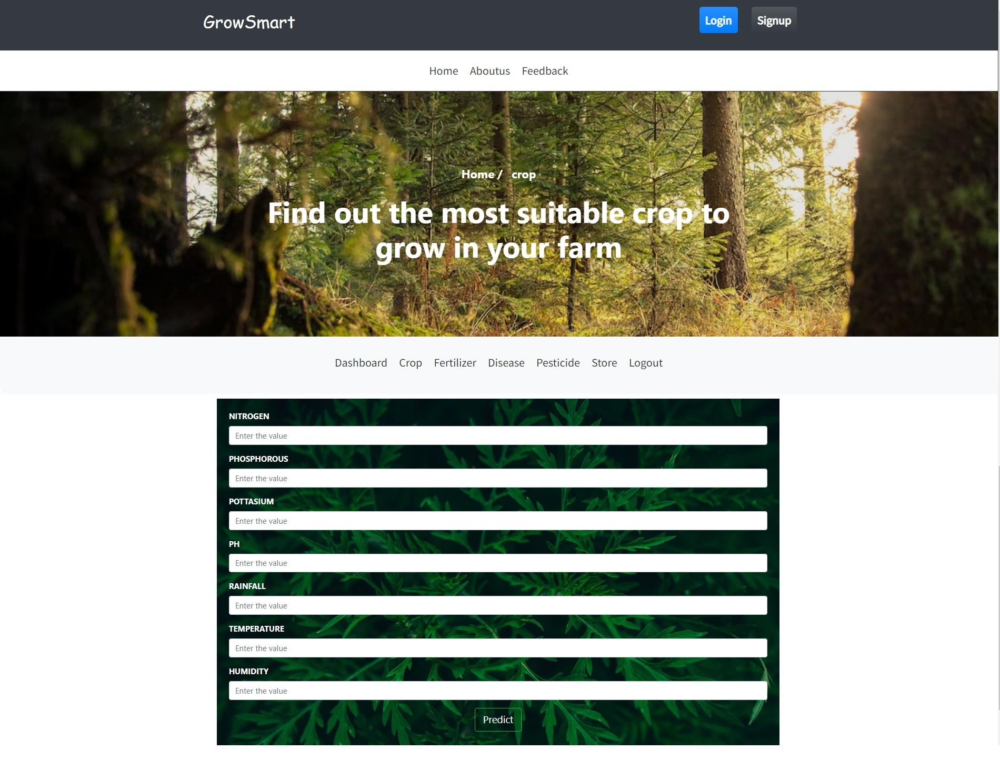 GrowSmart
Login Signup
Home Aboutus Feedback
Home / crop
Find out the most suitable crop to
grow in your farm
Dashboard Crop Fertilizer Disease Pesticide Store Logout
NITROGEN
Enter the value
PHOSPHOROUS
Enter the value
POTTASIUM
Enter the value
PH
Enter the value
RAINFALL
Enter the value
TEMPERATURE
Enter the value
HUMIDITY
Enter the value
Predict